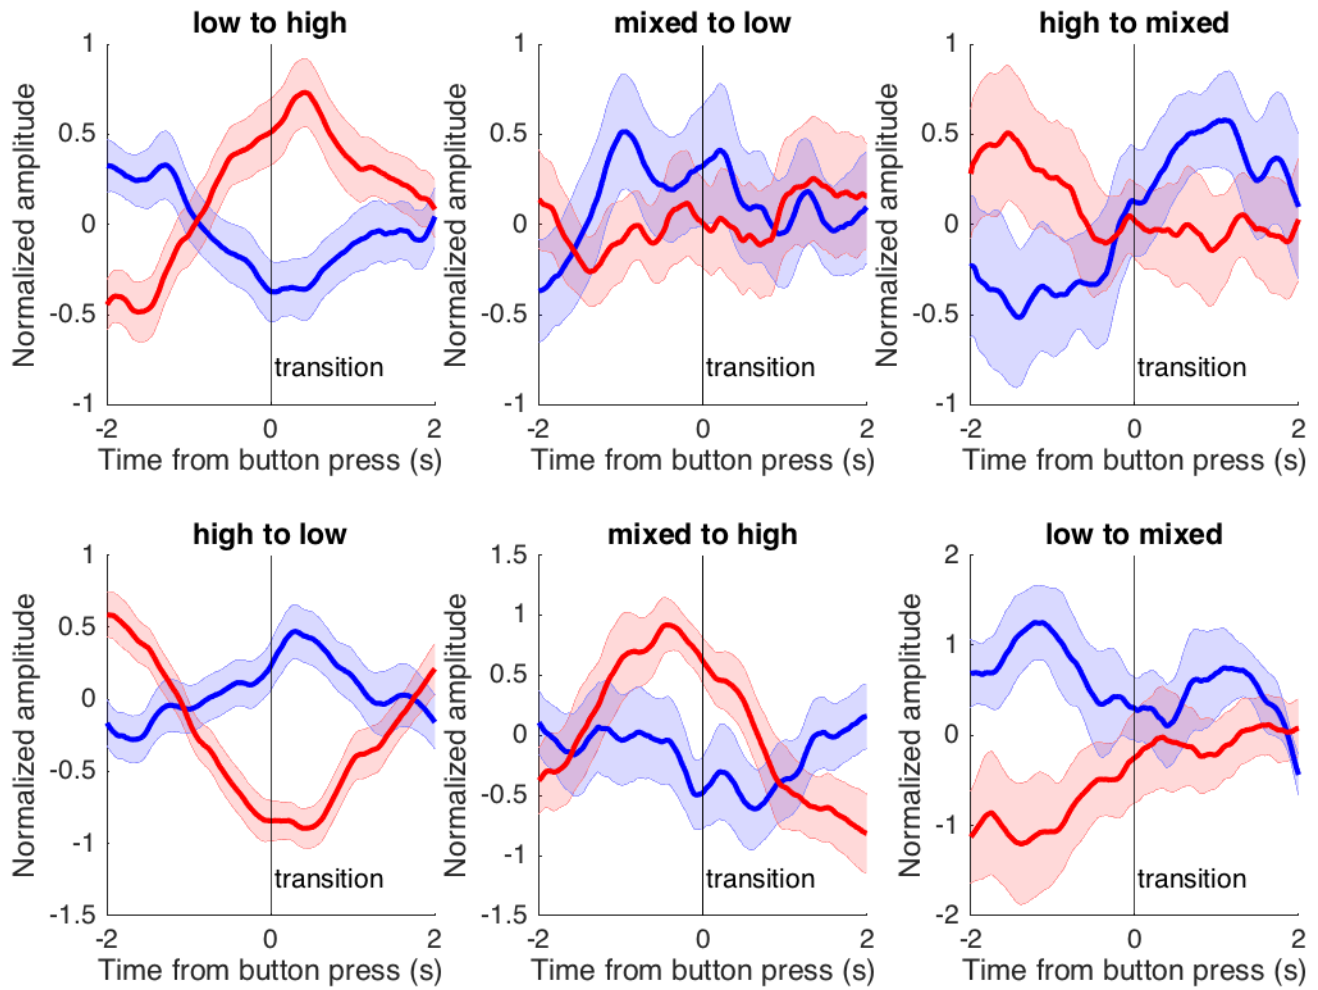 low to high
mixed to low
high to mixed
1
0.5
0
-0.5
-1
Normalized amplitude
transition
-2
0
2
Time from button press (s)
1
0.5
0
-0.5
-1
Normalized amplitude
transition
-2
0
2
Time from button press (s)
1
0.5
0
-0.5
-1
Normalized amplitude
transition
-2
0
2
Time from button press (s)
high to low
mixed to high
low to mixed
1
0.5
0
-0.5
-1
-1.5
Normalized amplitude
transition
-2
0
2
Time from button press (s)
1.5
1
0.5
0
-0.5
-1
-1.5
Normalized amplitude
transition
-2
0
2
Time from button press (s)
2
1
0
-1
-2
Normalized amplitude
transition
-2
0
2
Time from button press (s)